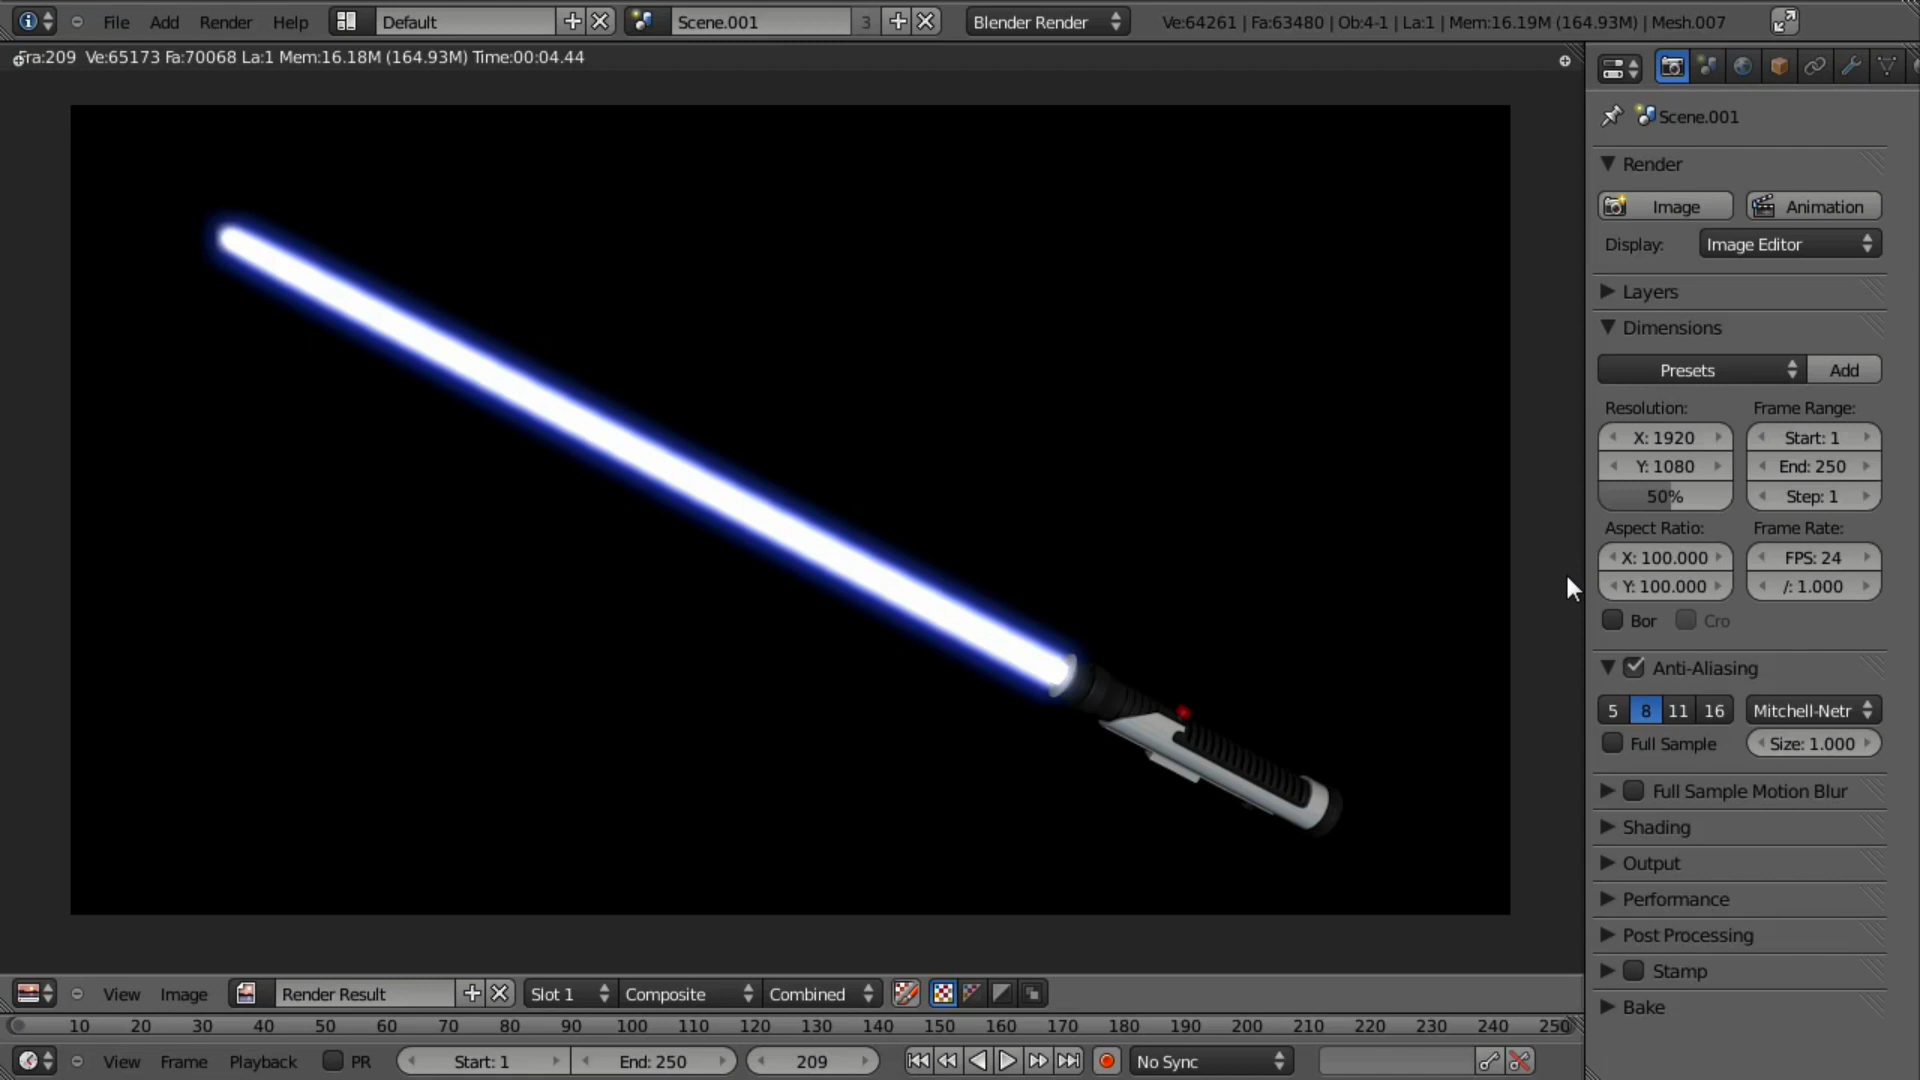 File Add Render Help Default Scene.001 3 Blender Render Ve:64261 | Fa:63480 | Ob:4-1 | La:1 | Mem:16.19M (164.93M) | Mesh.007
Fra:209 Ve:65173 Fa:70068 La:1 Mem:16.18M (164.93M) Time:00:04.44
Scene.001
Render
Image Animation
Display: Image Editor
Layers
Dimensions
Presets Add
Resolution: Frame Range:
X: 1920 Start: 1
Y: 1080 End: 250
50% Step: 1
Aspect Ratio: Frame Rate:
X: 100.000 FPS: 24
Y: 100.000 /: 1.000
Bor Cro
Anti-Aliasing
5 8 11 16 Mitchell-Netr
Full Sample Size: 1.000
Full Sample Motion Blur
Shading
Output
Performance
Post Processing
Stamp
Bake
View Image Render Result Slot 1 Composite Combined
10 20 30 40 50 60 70 80 90 100 110 120 130 140 150 160 170 180 190 200 210 220 230 240 250
View Frame Playback PR Start: 1 End: 250 209 No Sync